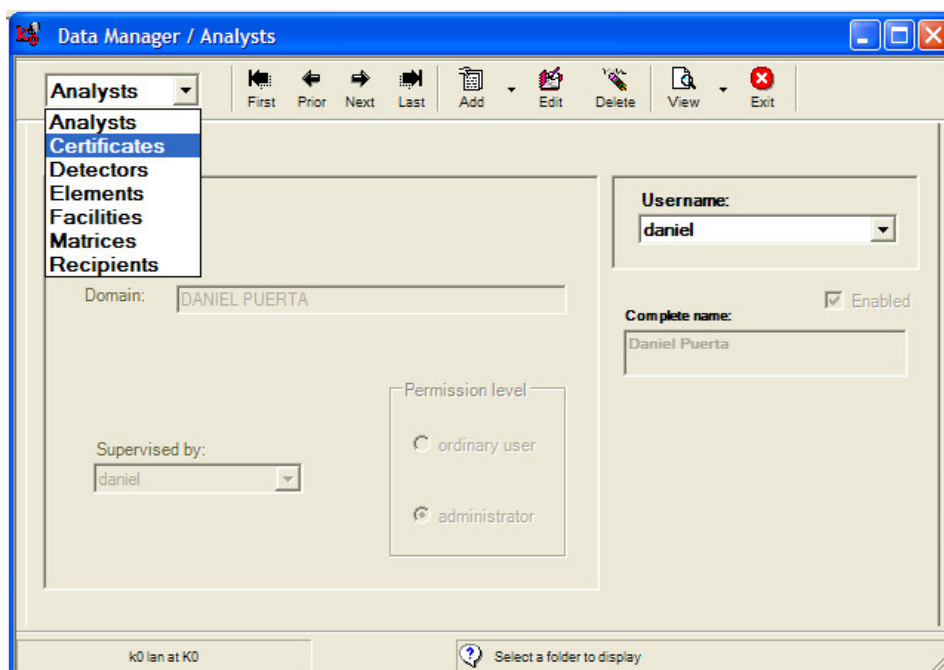 Data Manager / Analysts
Analysts
First Prior Next Last Add Edit Delete View Exit
Analysts
Certificates
Detectors
Elements
Facilities
Matrices
Recipients
Domain: DANIEL PUERTA
Supervised by:
daniel
Permission level
ordinary user
administrator
Username:
daniel
Enabled
Complete name:
Daniel Puerta
k0 lan at K0
Select a folder to display